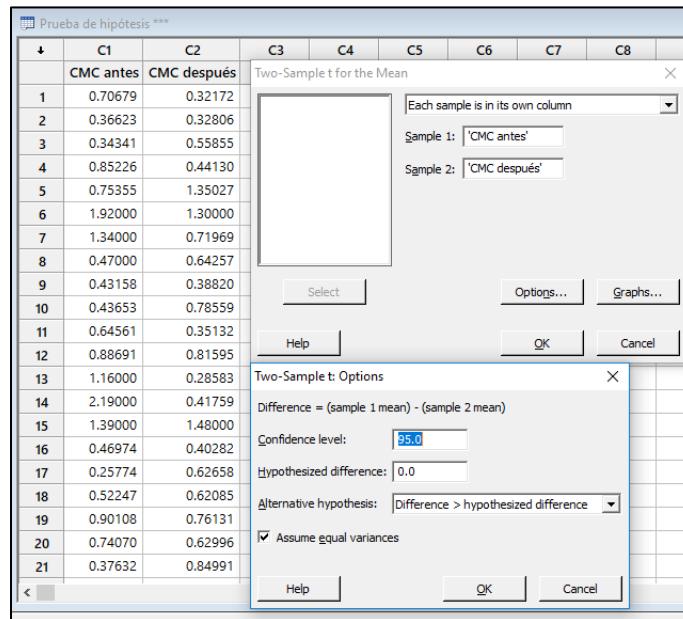 Prueba de hipótesis ***
C1 C2 C3 C4 C5 C6 C7 C8
CMC antes CMC después
1 0.70679 0.32172
2 0.36623 0.32806
3 0.34341 0.55855
4 0.85226 0.44130
5 0.75355 1.35027
6 1.92000 1.30000
7 1.34000 0.71969
8 0.47000 0.64257
9 0.43158 0.38820
10 0.43653 0.78559
11 0.64561 0.35132
12 0.88691 0.81595
13 1.16000 0.28583
14 2.19000 0.41759
15 1.39000 1.48000
16 0.46974 0.40282
17 0.25774 0.62658
18 0.52247 0.62085
19 0.90108 0.76131
20 0.74070 0.62996
21 0.37632 0.84991
Two-Sample t for the Mean
Each sample is in its own column
Sample 1: 'CMC antes'
Sample 2: 'CMC después'
Select
Options...
Graphs...
Help
OK
Cancel
Two-Sample t: Options
Difference = (sample 1 mean) - (sample 2 mean)
Confidence level: 95.0
Hypothesized difference: 0.0
Alternative hypothesis: Difference > hypothesized difference
Assume equal variances
Help
OK
Cancel